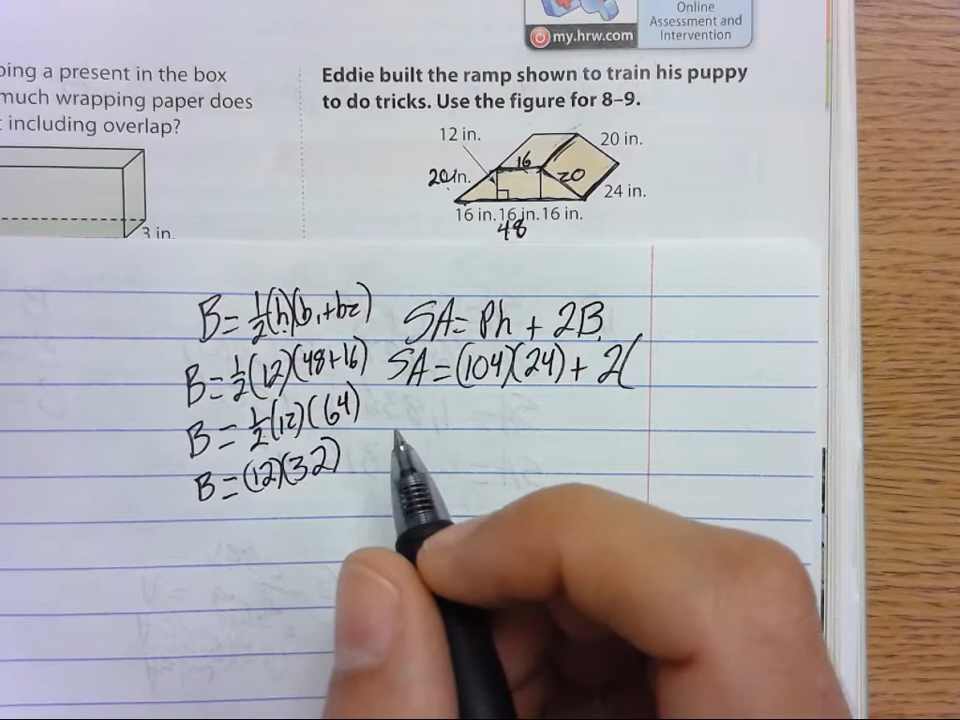 Online
Assessment and
Intervention
my.hrw.com
ping a present in the box
much wrapping paper does
including overlap?
3 in.
Eddie built the ramp shown to train his puppy
to do tricks. Use the figure for 8–9.
12 in.
20 in.
16
20in.
20
24 in.
16 in. 16 in. 16 in.
48
B = 1/2(h)(b₁+b₂)
B = 1/2(12)(48+16)
B = 1/2(12)(64)
B = (12)(32)
SA = Ph + 2B
SA = (104)(24) + 2(